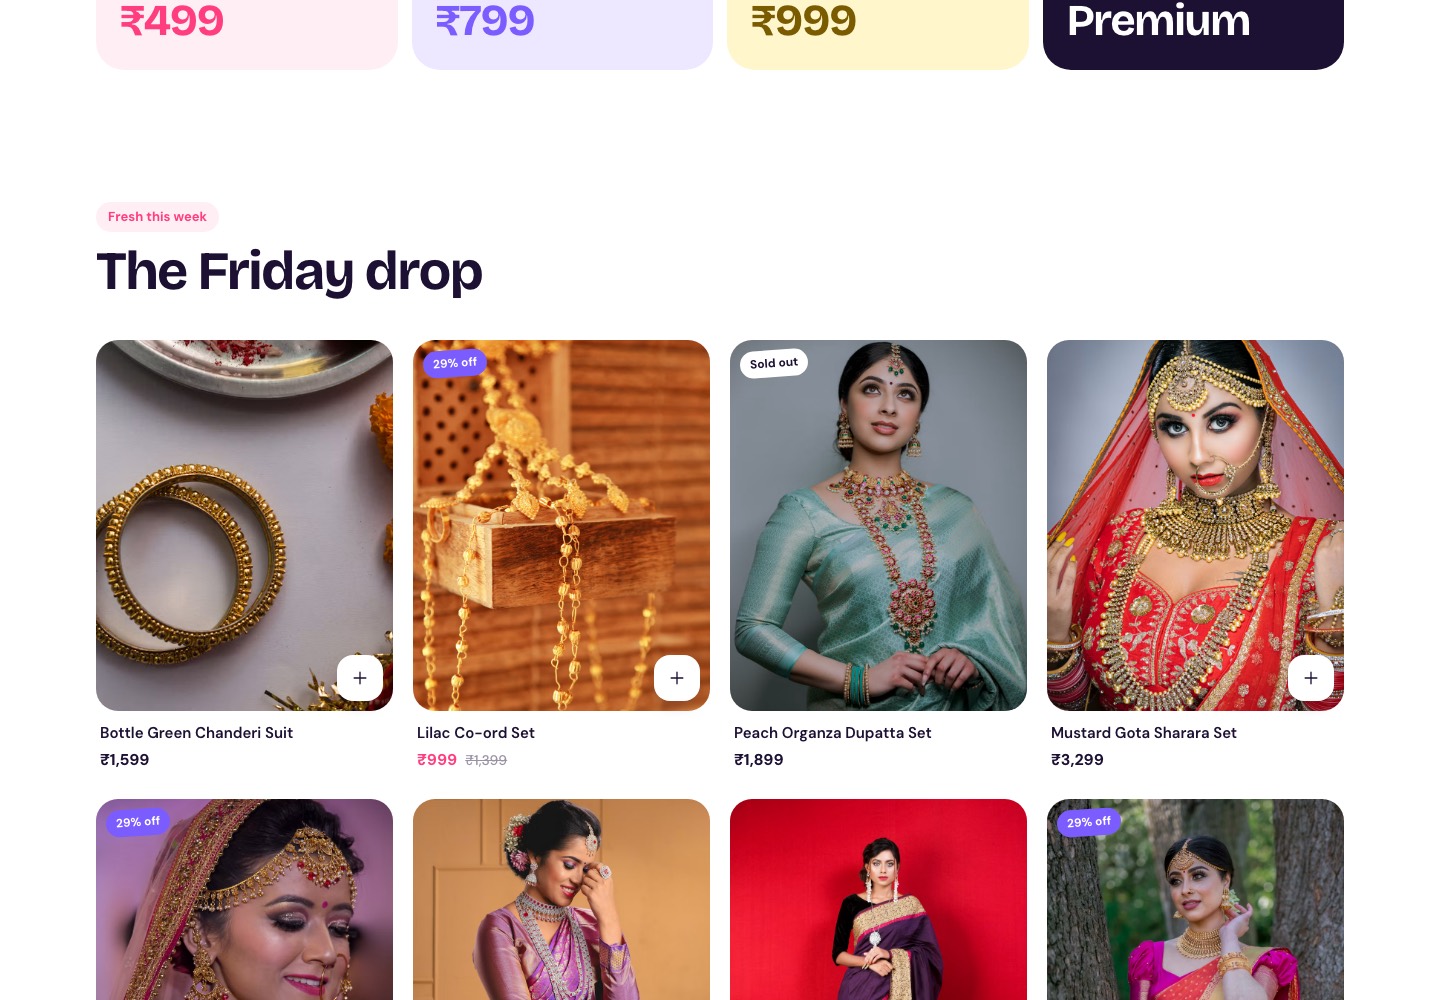 ₹499
₹799
₹999
Premium
Fresh this week
The Friday drop
29% off
Sold out
Bottle Green Chanderi Suit
₹1,599
Lilac Co-ord Set
₹999 ₹1,399
Peach Organza Dupatta Set
₹1,899
Mustard Gota Sharara Set
₹3,299
29% off
29% off